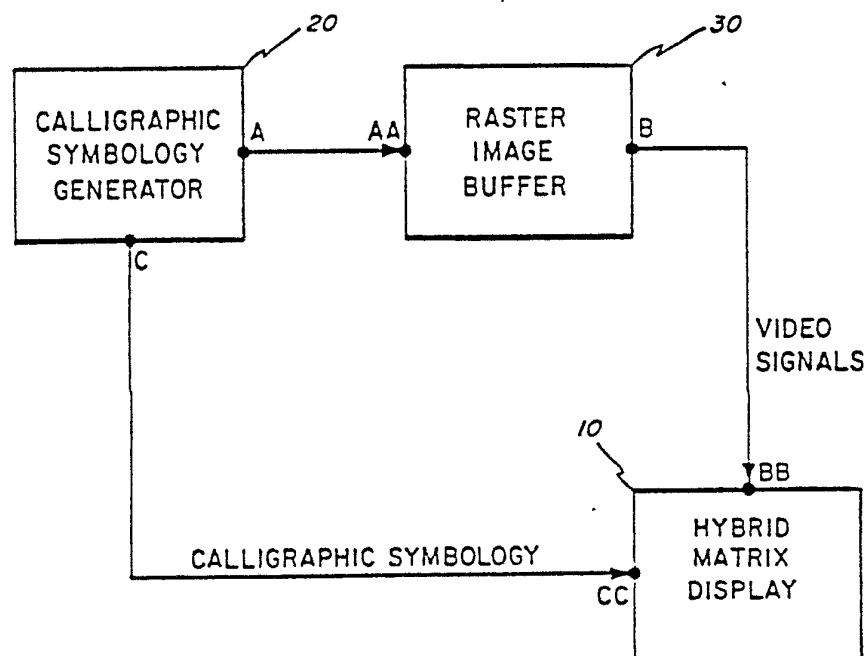 20
30
CALLIGRAPHIC
SYMBOLOGY
GENERATOR
A
AA
RASTER
IMAGE
BUFFER
B
C
VIDEO
SIGNALS
10
BB
HYBRID
MATRIX
DISPLAY
CALLIGRAPHIC SYMBOLOGY
CC